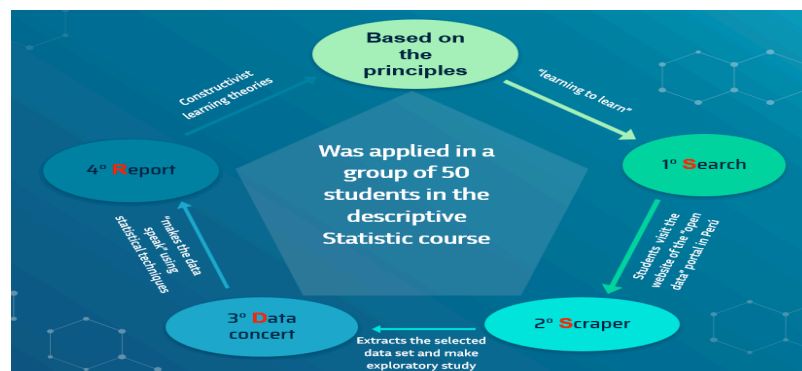 Based on
the
principles
"learning to learn"
1° Search
Students visit the
website of the "open
data" portal in Perú
2° Scraper
Extracts the selected
data set and make
exploratory study
3° Data
concert
"makes the data
speak" using
statistical techniques
4° Report
Constructivist
learning theories
Was applied in a
group of 50
students in the
descriptive
Statistic course